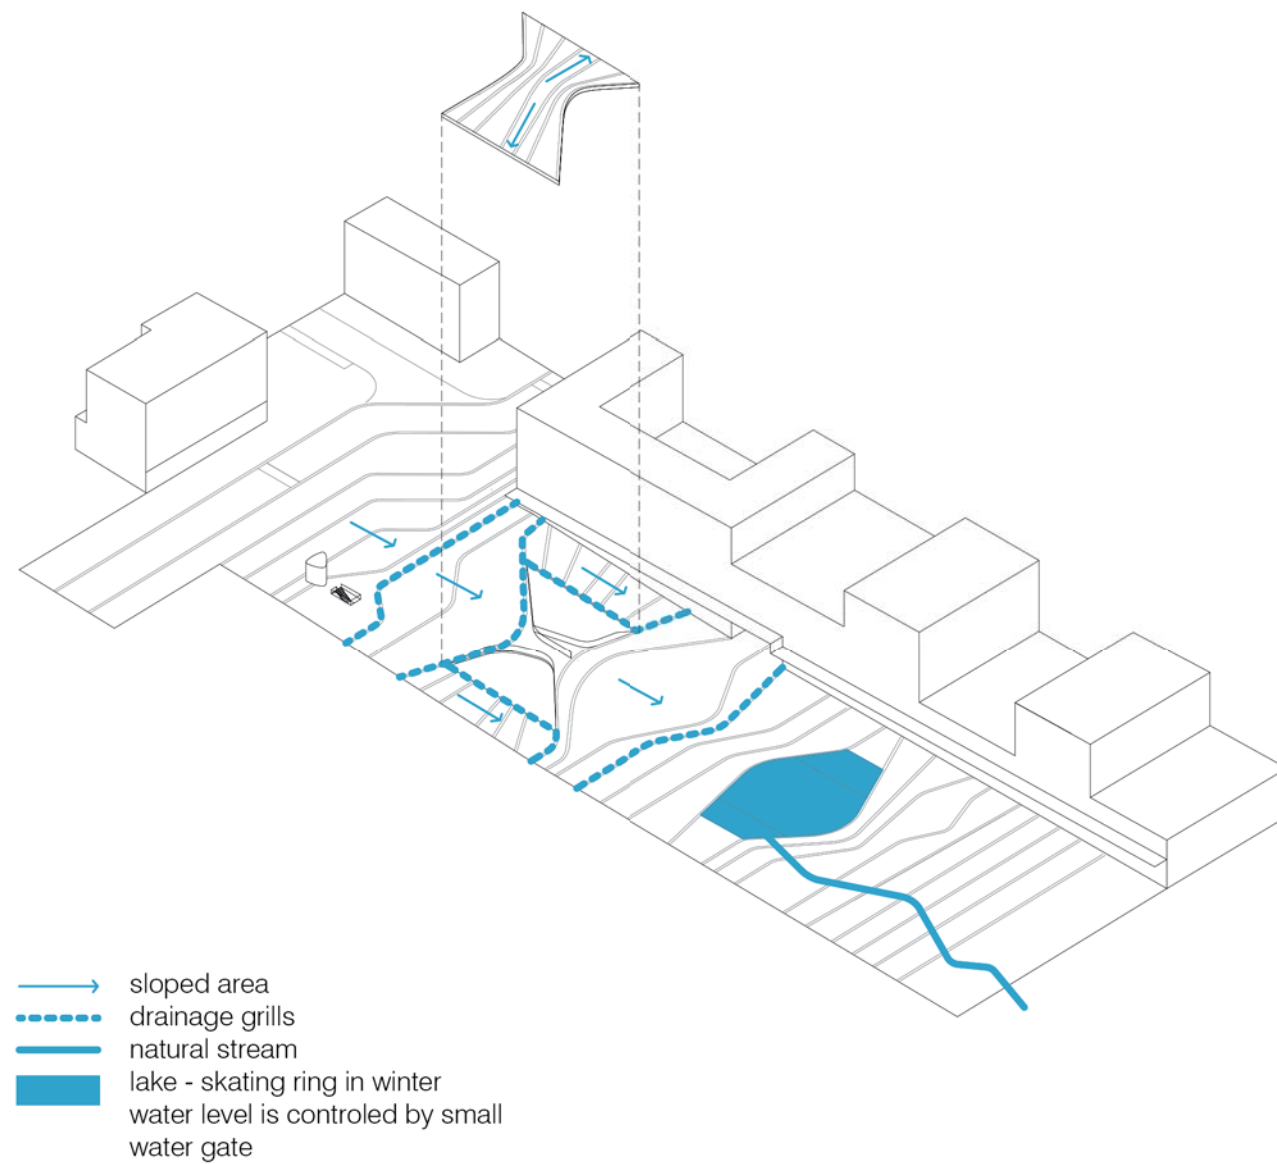 sloped area
drainage grills
natural stream
lake - skating ring in winter
water level is controled by small
water gate